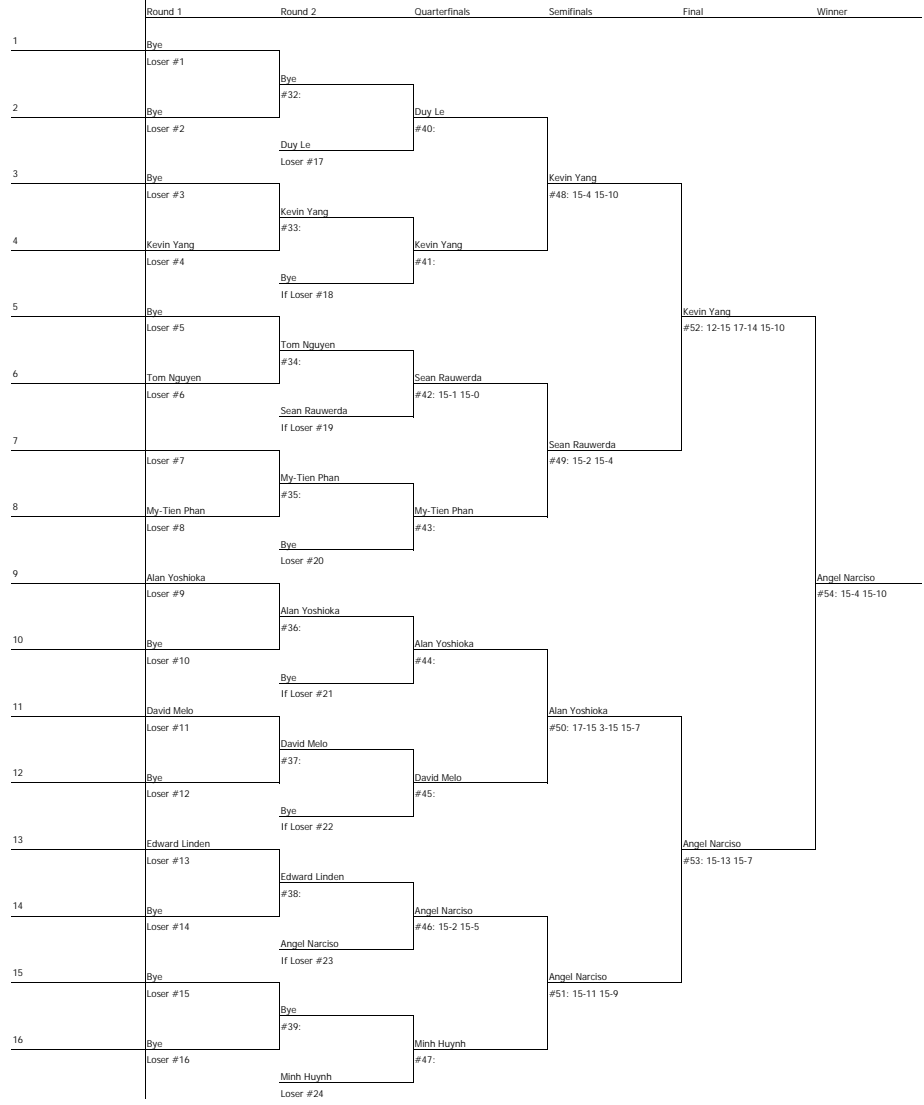 Round 1 Round 2 Quarterfinals Semifinals Final Winner
1 Bye
Loser #1
Bye
#32:
2 Bye Duy Le
Loser #2 #40:
Duy Le
Loser #17
3 Bye Kevin Yang
Loser #3 #48: 15-4 15-10
Kevin Yang
#33:
4 Kevin Yang Kevin Yang
Loser #4 #41:
Bye
If Loser #18
5 Bye Kevin Yang
Loser #5 #52: 12-15 17-14 15-10
Tom Nguyen
#34:
6 Tom Nguyen Sean Rauwerda
Loser #6 #42: 15-1 15-0
Sean Rauwerda
If Loser #19
7 Sean Rauwerda
Loser #7 #49: 15-2 15-4
My-Tien Phan
#35:
8 My-Tien Phan My-Tien Phan
Loser #8 #43:
Bye
Loser #20
9 Alan Yoshioka Angel Narciso
Loser #9 #54: 15-4 15-10
Alan Yoshioka
#36:
10 Bye Alan Yoshioka
Loser #10 #44:
Bye
If Loser #21
11 David Melo Alan Yoshioka
Loser #11 #50: 17-15 3-15 15-7
David Melo
#37:
12 Bye David Melo
Loser #12 #45:
Bye
If Loser #22
13 Edward Linden Angel Narciso
Loser #13 #53: 15-13 15-7
Edward Linden
#38:
14 Bye Angel Narciso
Loser #14 #46: 15-2 15-5
Angel Narciso
If Loser #23
15 Bye Angel Narciso
Loser #15 #51: 15-11 15-9
Bye
#39:
16 Bye Minh Huynh
Loser #16 #47:
Minh Huynh
Loser #24